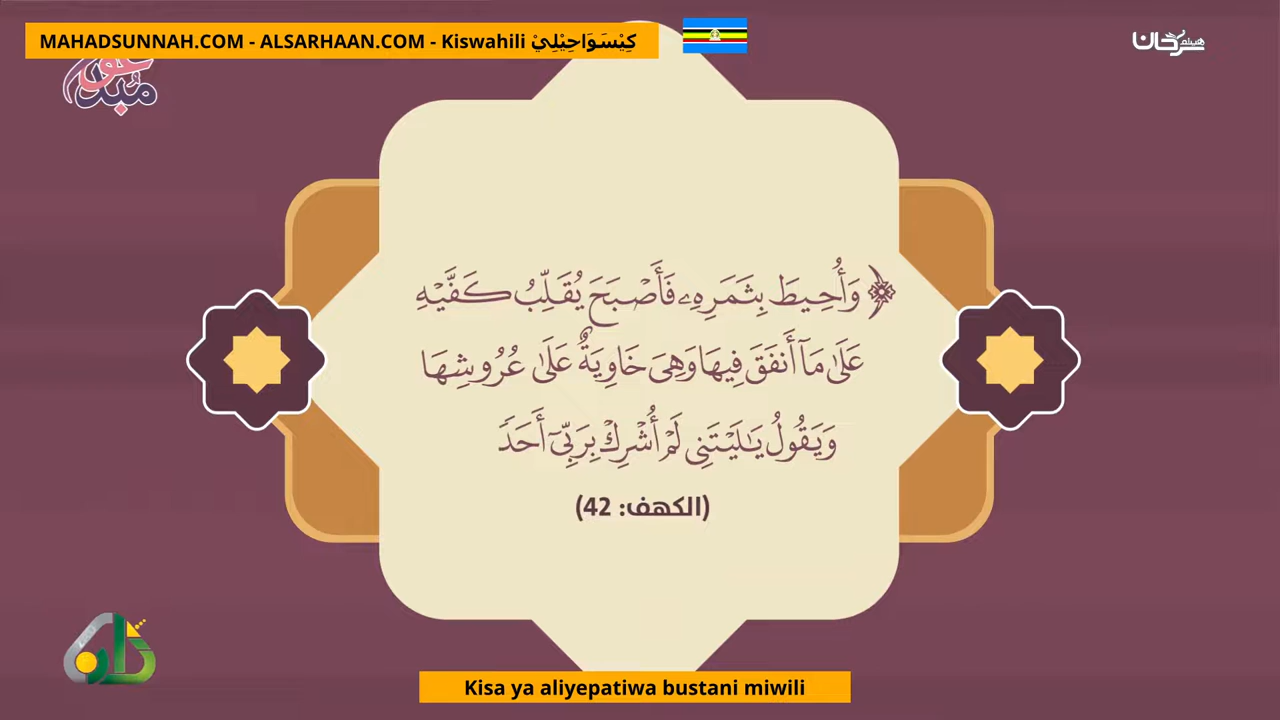 MAHADSUNNAH.COM - ALSARHAAN.COM - Kiswahili كِيْسَوَاحِيْلِيْ
سرحان
﴿ وَأُحِيطَ بِثَمَرِهِۦ فَأَصْبَحَ يُقَلِّبُ كَفَّيْهِ
عَلَىٰ مَآ أَنفَقَ فِيهَا وَهِىَ خَاوِيَةٌ عَلَىٰ عُرُوشِهَا
وَيَقُولُ يَـٰلَيْتَنِى لَمْ أُشْرِكْ بِرَبِّىٓ أَحَدَ
(الكهف: 42)
Kisa ya aliyepatiwa bustani miwili